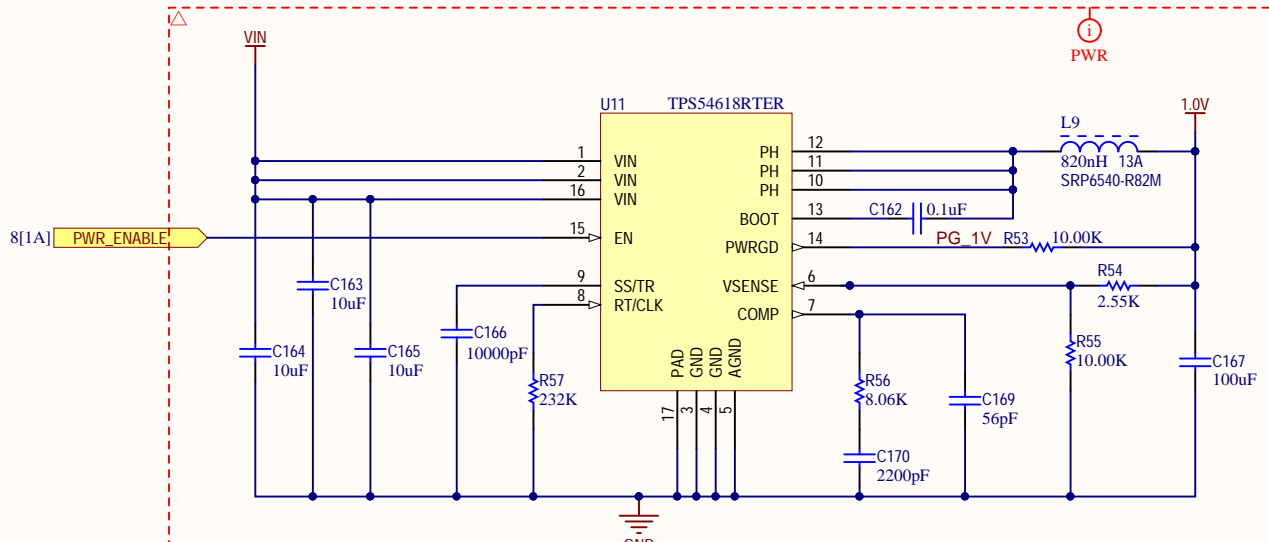 VIN
i
PWR
U11
TPS54618RTER
1.0V
1 VIN
2 VIN
16 VIN
15 EN
9 SS/TR
8 RT/CLK
PH 12
PH 11
PH 10
BOOT 13
PWRGD 14
VSENSE 6
COMP 7
PAD 17
GND 3
GND 4
AGND 5
L9
820nH 13A
SRP6540-R82M
C162 0.1uF
PG_1V
R53 10.00K
R54
2.55K
8[1A] PWR_ENABLE
C163
10uF
C164
10uF
C165
10uF
C166
10000pF
R57
232K
R56
8.06K
C169
56pF
C170
2200pF
R55
10.00K
C167
100uF
GND